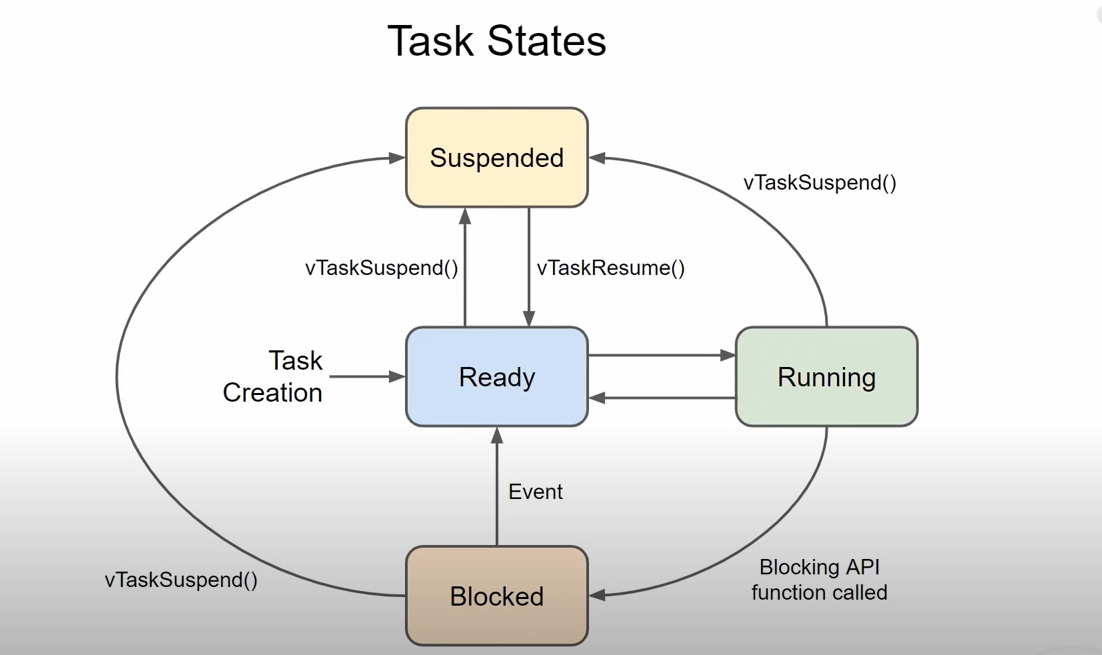 Task States
Suspended
vTaskSuspend()
vTaskSuspend()
vTaskResume()
Task
Creation
Ready
Running
Event
vTaskSuspend()
Blocked
Blocking API
function called